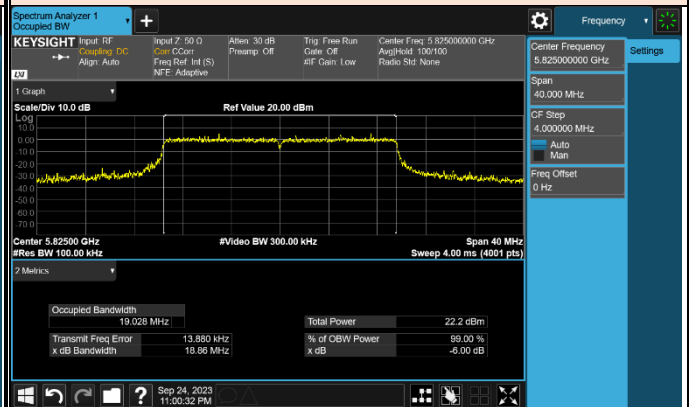 Spectrum Analyzer 1
Occupied BW
+
Frequency
KEYSIGHT Input: RF Input Z: 50 Ω Atten: 30 dB Trig: Free Run Center Freq: 5.825000000 GHz
Coupling: DC Corr CCorr Preamp: Off Gate: Off Avg|Hold: 100/100
Align: Auto Freq Ref: Int (S) #IF Gain: Low Radio Std: None
NFE: Adaptive
LXI
Center Frequency
5.825000000 GHz
Settings
Span
40.000 MHz
CF Step
4.000000 MHz
Auto
Man
Freq Offset
0 Hz
1 Graph
Scale/Div 10.0 dB Ref Value 20.00 dBm
Log
10.0
0.00
-10.0
-20.0
-30.0
-40.0
-50.0
-60.0
-70.0
Center 5.82500 GHz #Video BW 300.00 kHz Span 40 MHz
#Res BW 100.00 kHz Sweep 4.00 ms (4001 pts)
2 Metrics
Occupied Bandwidth
19.028 MHz Total Power 22.2 dBm
Transmit Freq Error 13.880 kHz % of OBW Power 99.00 %
x dB Bandwidth 18.86 MHz x dB -6.00 dB
? Sep 24, 2023
11:00:32 PM